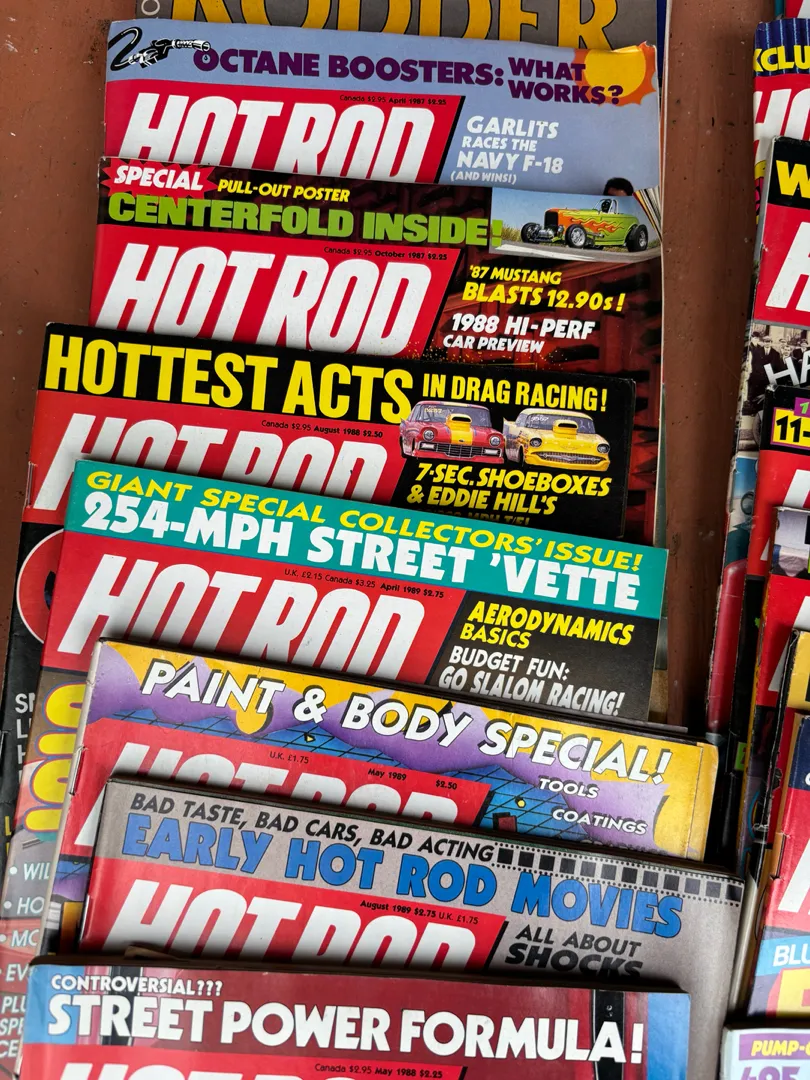 RODDER
OCTANE BOOSTERS: WHAT
WORKS?
Canada $2.95 April 1987 $2.25
HOT ROD
GARLITS
RACES THE
NAVY F-18
(AND WINS!)
SPECIAL PULL-OUT POSTER
CENTERFOLD INSIDE!
Canada $2.95 October 1987 $2.25
HOT ROD
'87 MUSTANG
BLASTS 12.90s!
1988 HI-PERF
CAR PREVIEW
HOTTEST ACTS IN DRAG RACING!
Canada $2.95 August 1988 $2.50
HOT ROD
7-SEC. SHOEBOXES
& EDDIE HILL'S
GIANT SPECIAL COLLECTORS' ISSUE!
254-MPH STREET 'VETTE
U.K. £2.15 Canada $3.25 April 1989 $2.75
HOT ROD
AERODYNAMICS
BASICS
BUDGET FUN:
GO SLALOM RACING!
PAINT & BODY SPECIAL!
U.K. £1.75 May 1989 $2.50
HOT ROD
TOOLS
COATINGS
BAD TASTE, BAD CARS, BAD ACTING
EARLY HOT ROD MOVIES
August 1989 $2.75 U.K. £1.75
HOT ROD
ALL ABOUT
SHOCKS
CONTROVERSIAL???
STREET POWER FORMULA!
Canada $2.95 May 1988 $2.25
HOT ROD